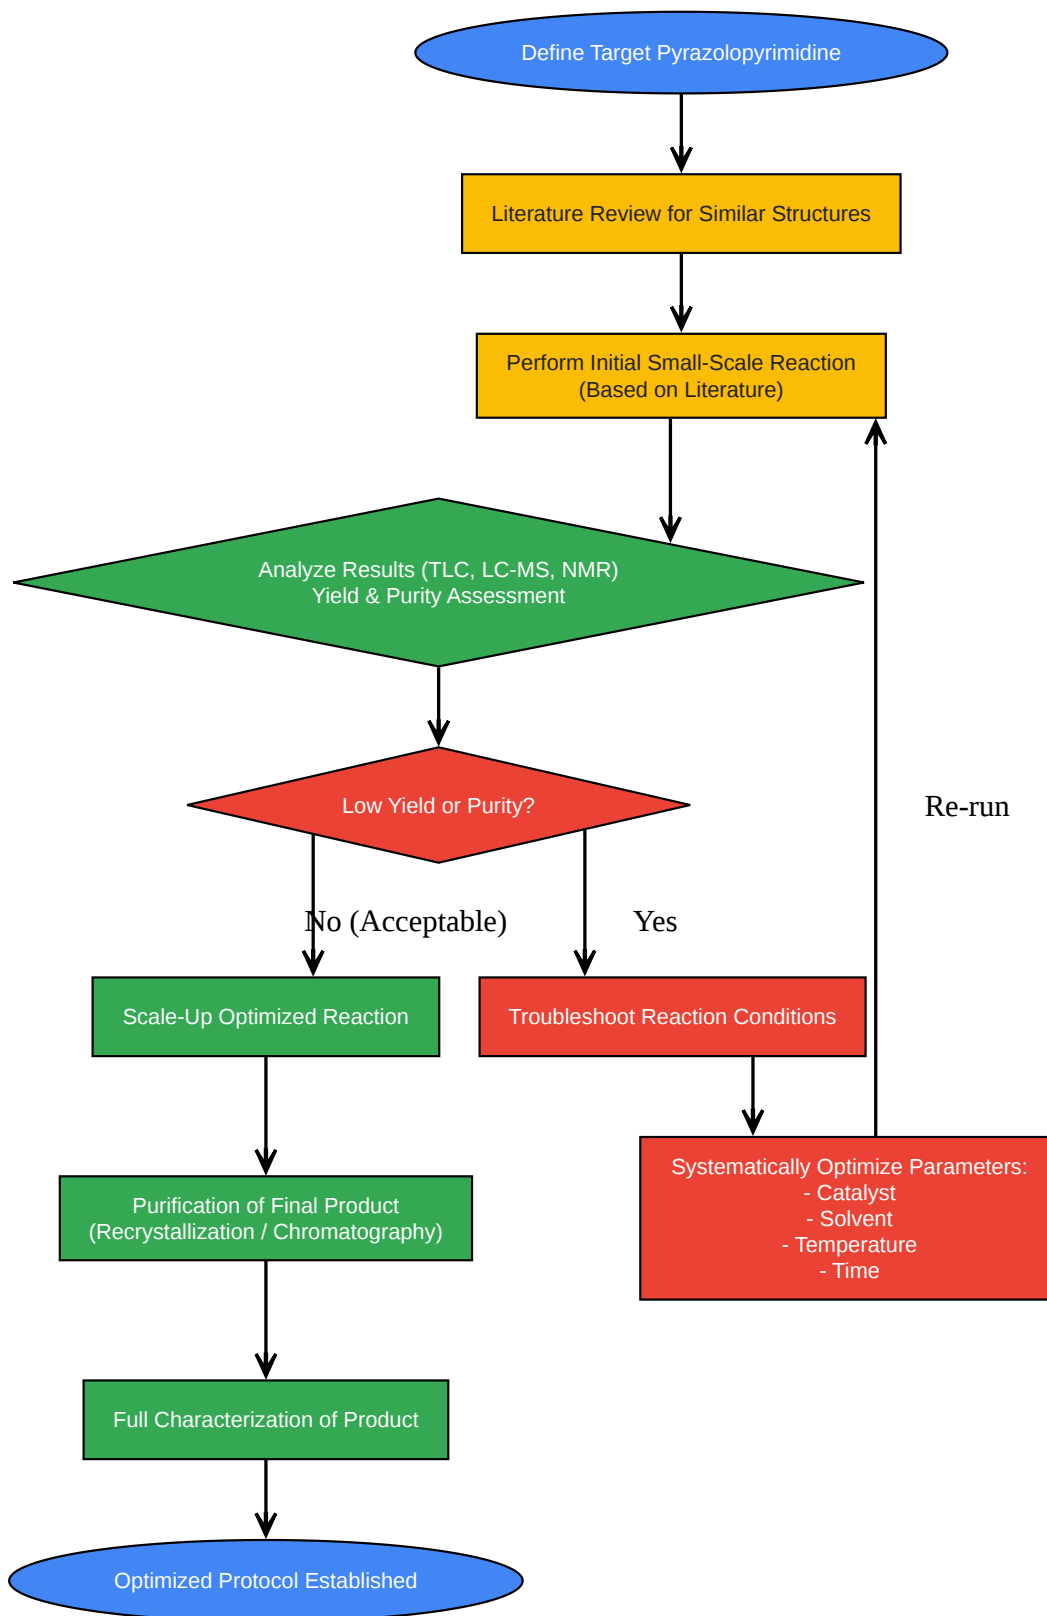 Define Target Pyrazolopyrimidine
Literature Review for Similar Structures
Perform Initial Small-Scale Reaction
(Based on Literature)
Analyze Results (TLC, LC-MS, NMR)
Yield & Purity Assessment
Low Yield or Purity?
Re-run
No (Acceptable)
Yes
Scale-Up Optimized Reaction
Troubleshoot Reaction Conditions
Systematically Optimize Parameters:
- Catalyst
- Solvent
- Temperature
- Time
Purification of Final Product
(Recrystallization / Chromatography)
Full Characterization of Product
Optimized Protocol Established